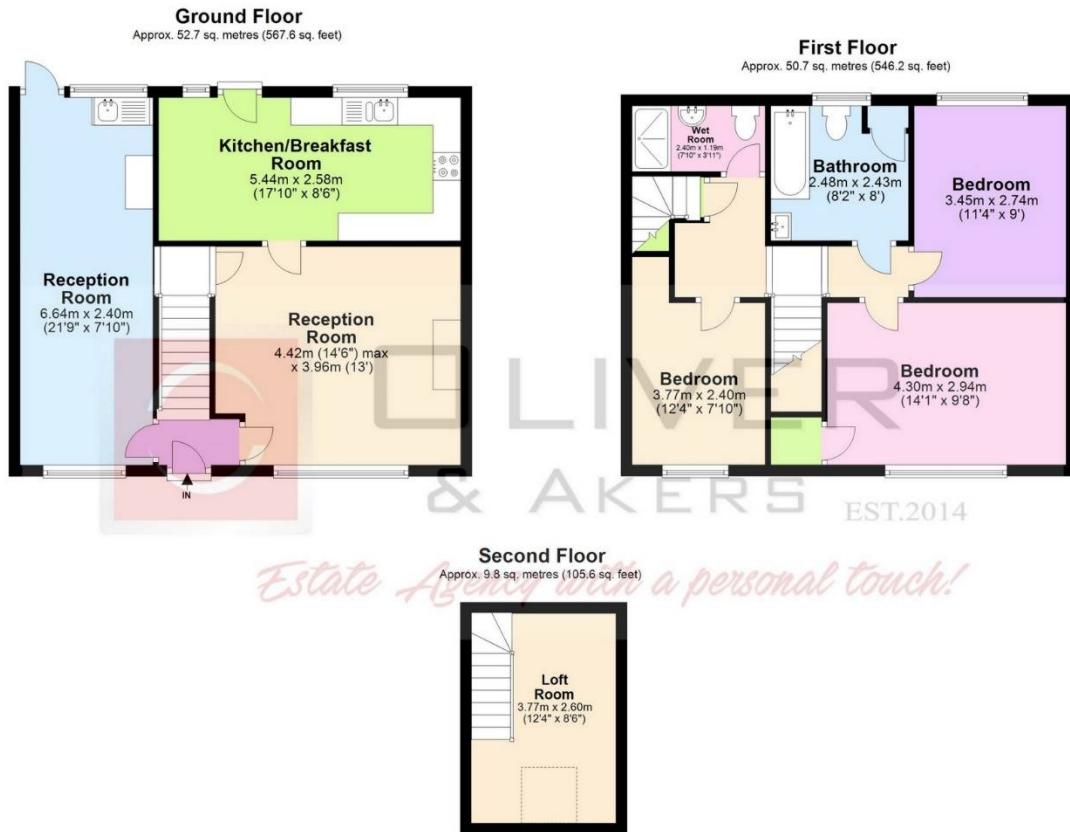 Ground Floor
Approx. 52.7 sq. metres (567.6 sq. feet)
Kitchen/Breakfast
Room
5.44m x 2.58m
(17'10" x 8'6")
Reception
Room
6.64m x 2.40m
(21'9" x 7'10")
Reception
Room
4.42m (14'6") max
x 3.96m (13')
IN
First Floor
Approx. 50.7 sq. metres (546.2 sq. feet)
Wet
Room
2.40m x 1.19m
(7'10" x 3'11")
Bathroom
2.48m x 2.43m
(8'2" x 8')
Bedroom
3.45m x 2.74m
(11'4" x 9')
Bedroom
3.77m x 2.40m
(12'4" x 7'10")
Bedroom
4.30m x 2.94m
(14'1" x 9'8")
OLIVER
& AKERS
EST.2014
Estate Agency with a personal touch!
Second Floor
Approx. 9.8 sq. metres (105.6 sq. feet)
Loft
Room
3.77m x 2.60m
(12'4" x 8'6")